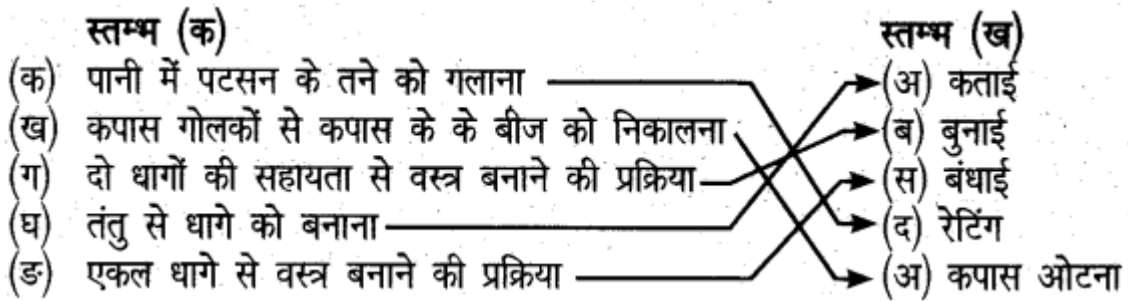 स्तम्भ (क) स्तम्भ (ख)
(क) पानी में पटसन के तने को गलाना (अ) कताई
(ख) कपास गोलकों से कपास के के बीज को निकालना (ब) बुनाई
(ग) दो धागों की सहायता से वस्त्र बनाने की प्रक्रिया (स) बंधाई
(घ) तंतु से धागे को बनाना (द) रेटिंग
(ङ) एकल धागे से वस्त्र बनाने की प्रक्रिया (अ) कपास ओटना